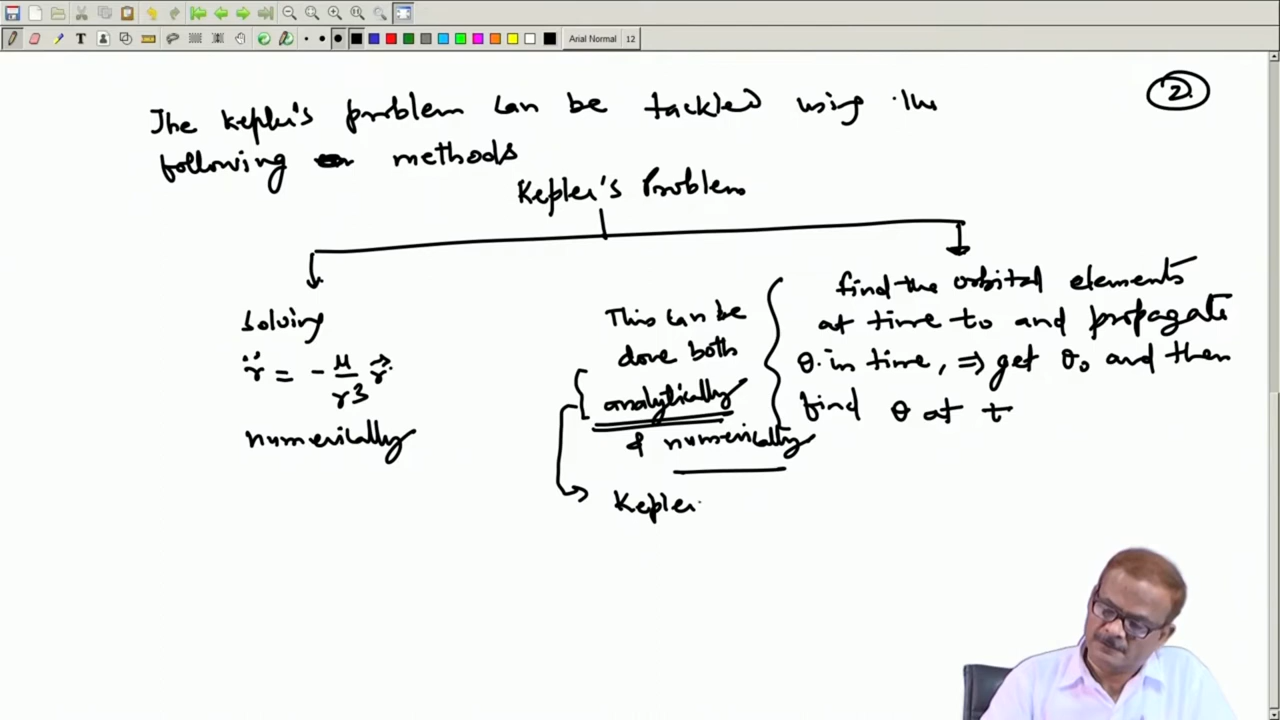 Arial Normal 12
2
The Kepler's problem can be tackled using the
following methods
Kepler's Problem
solving
r̈ = - μ/r3 r⃗
numerically
This can be
done both
analytically
& numerically
Kepler
find the orbital elements
at time to and propagate
θ in time, ⇒ get θ0 and then
find θ at t